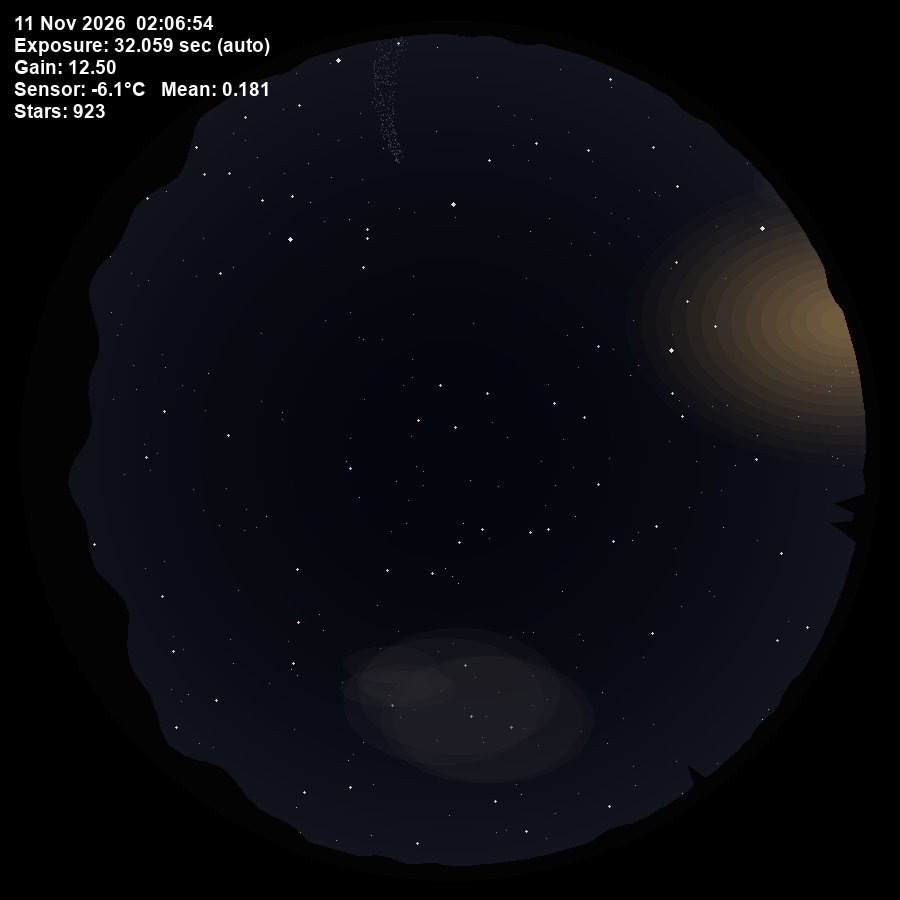 11 Nov 2026  02:06:54
Exposure: 32.059 sec (auto)
Gain: 12.50
Sensor: -6.1°C   Mean: 0.181
Stars: 923